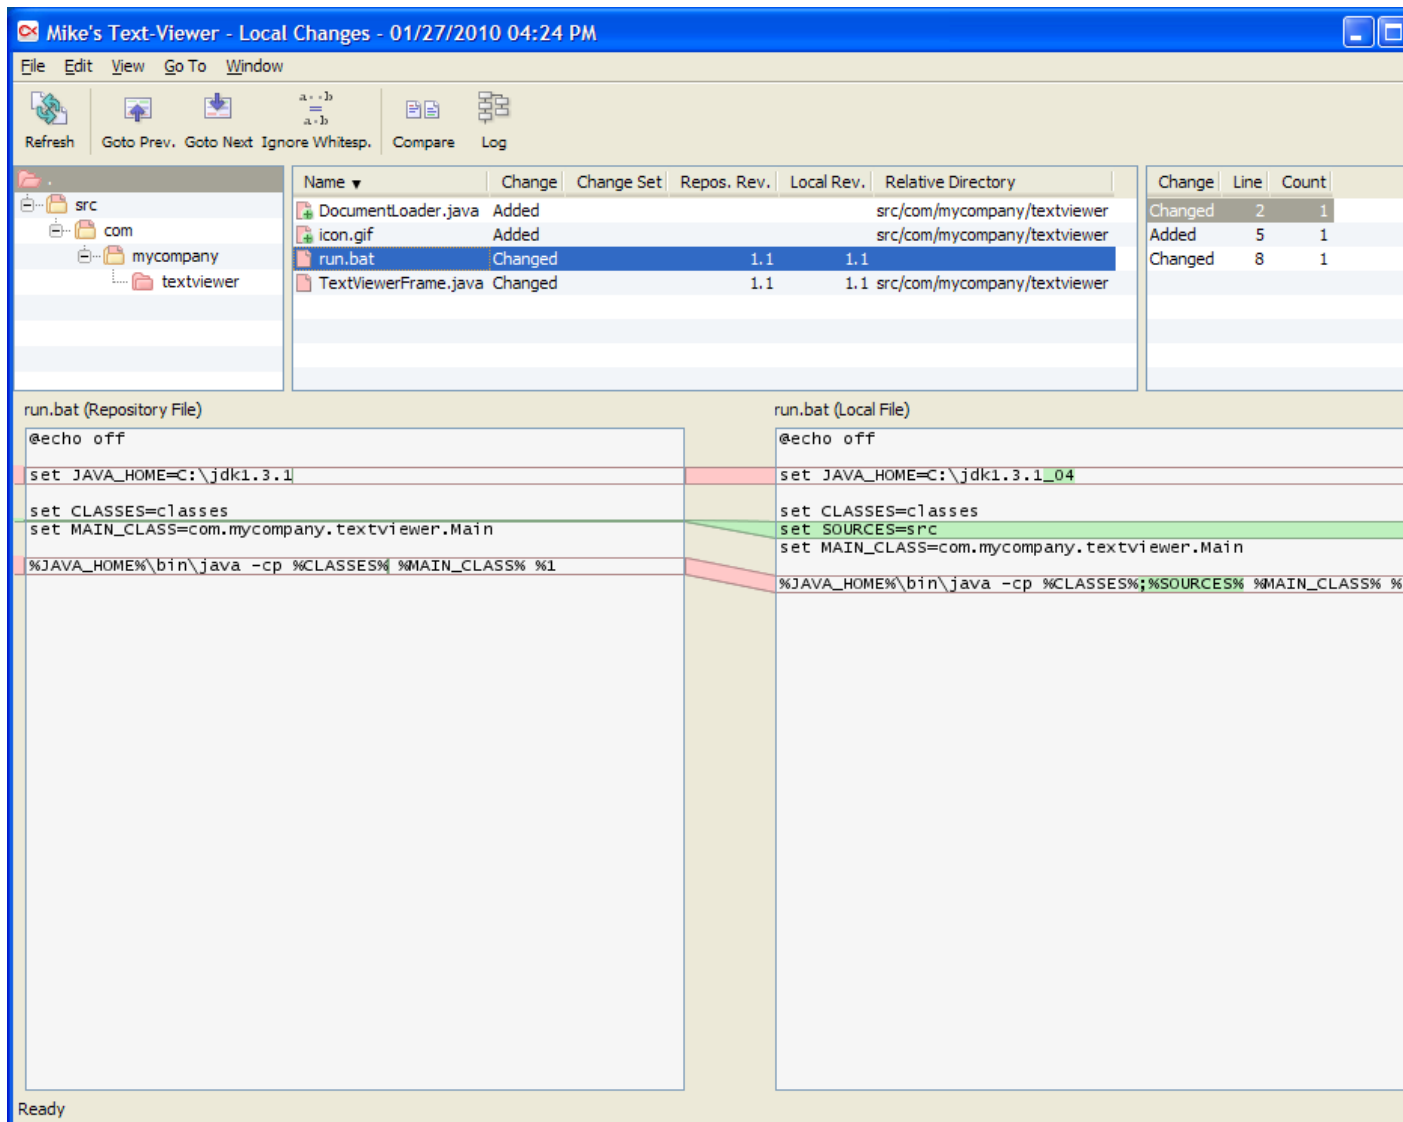 Mike's Text-Viewer - Local Changes - 01/27/2010 04:24 PM
File Edit View Go To Window
a··b
=
a·b
Refresh Goto Prev. Goto Next Ignore Whitesp. Compare Log
.
src
com
mycompany
textviewer
Name Change Change Set Repos. Rev. Local Rev. Relative Directory
DocumentLoader.java Added src/com/mycompany/textviewer
icon.gif Added src/com/mycompany/textviewer
run.bat Changed 1.1 1.1
TextViewerFrame.java Changed 1.1 1.1 src/com/mycompany/textviewer
Change Line Count
Changed 2 1
Added 5 1
Changed 8 1
run.bat (Repository File)
@echo off
set JAVA_HOME=C:\jdk1.3.1
set CLASSES=classes
set MAIN_CLASS=com.mycompany.textviewer.Main
%JAVA_HOME%\bin\java -cp %CLASSES% %MAIN_CLASS% %1
run.bat (Local File)
@echo off
set JAVA_HOME=C:\jdk1.3.1_04
set CLASSES=classes
set SOURCES=src
set MAIN_CLASS=com.mycompany.textviewer.Main
%JAVA_HOME%\bin\java -cp %CLASSES%;%SOURCES% %MAIN_CLASS% %
Ready